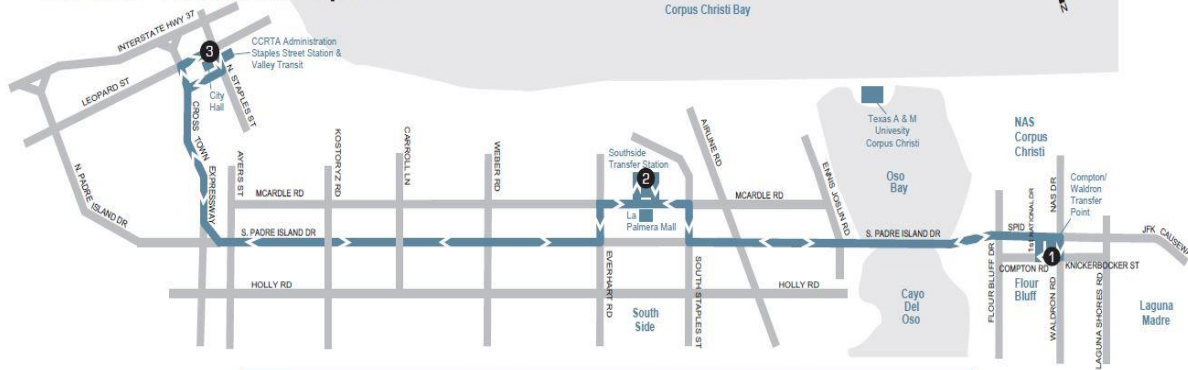 Corpus Christi Bay
INTERSTATE HWY 37
3
CCRTA Administration
Staples Street Station &
Valley Transit
LEOPARD ST
City
Hall
N. STAPLES ST
CROSS TOWN EXPRESSWAY
N. PADRE ISLAND DR
AYERS ST
KOSTORYZ RD
CARROLL LN
WEBER RD
Southside
Transfer Station
2
AIRLINE RD
ENNIS JOSLIN RD
MCARDLE RD
MCARDLE RD
La
Palmera Mall
S. PADRE ISLAND DR
S. PADRE ISLAND DR
EVERHART RD
SOUTH STAPLES ST
HOLLY RD
HOLLY RD
South
Side
Texas A & M
Univesity
Corpus Christi
Oso
Bay
Cayo
Del
Oso
NAS
Corpus
Christi
Compton/
Waldron
Transfer
Point
NAS DR
1st NATIONAL DR
SPID
JFK CAUSEWA
1
COMPTON RD
KNICKERBOCKER ST
FLOUR BLUFF DR
Flour
Bluff
WALDRON RD
LAGUNA SHORES RD
Laguna
Madre